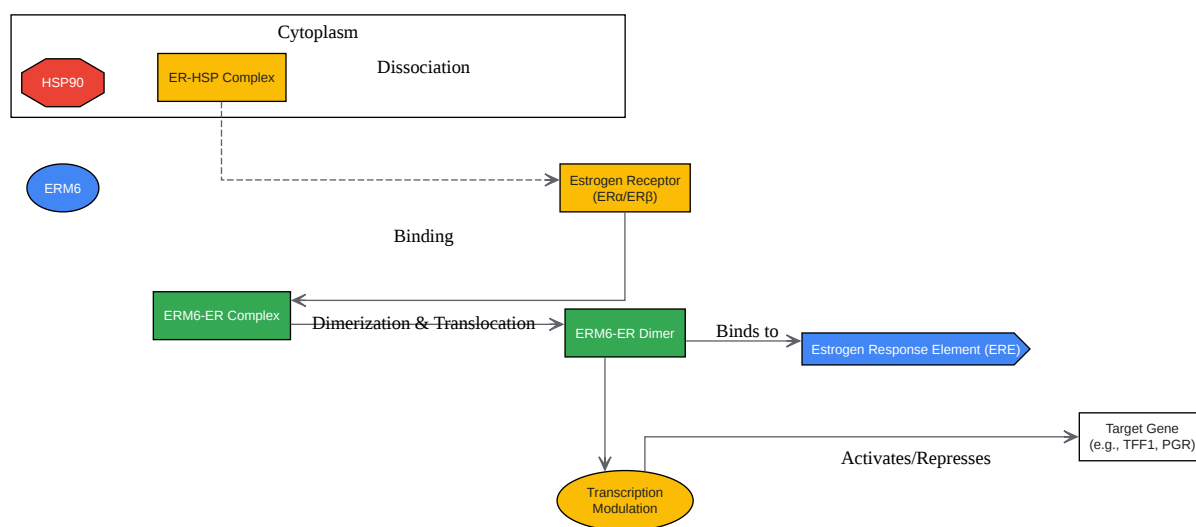 Cytoplasm
Dissociation
HSP90
ER-HSP Complex
ERM6
Estrogen Receptor
(ERα/ERβ)
Binding
ERM6-ER Complex
Dimerization & Translocation
ERM6-ER Dimer
Binds to
Estrogen Response Element (ERE)
Target Gene
(e.g., TFF1, PGR)
Activates/Represses
Transcription
Modulation